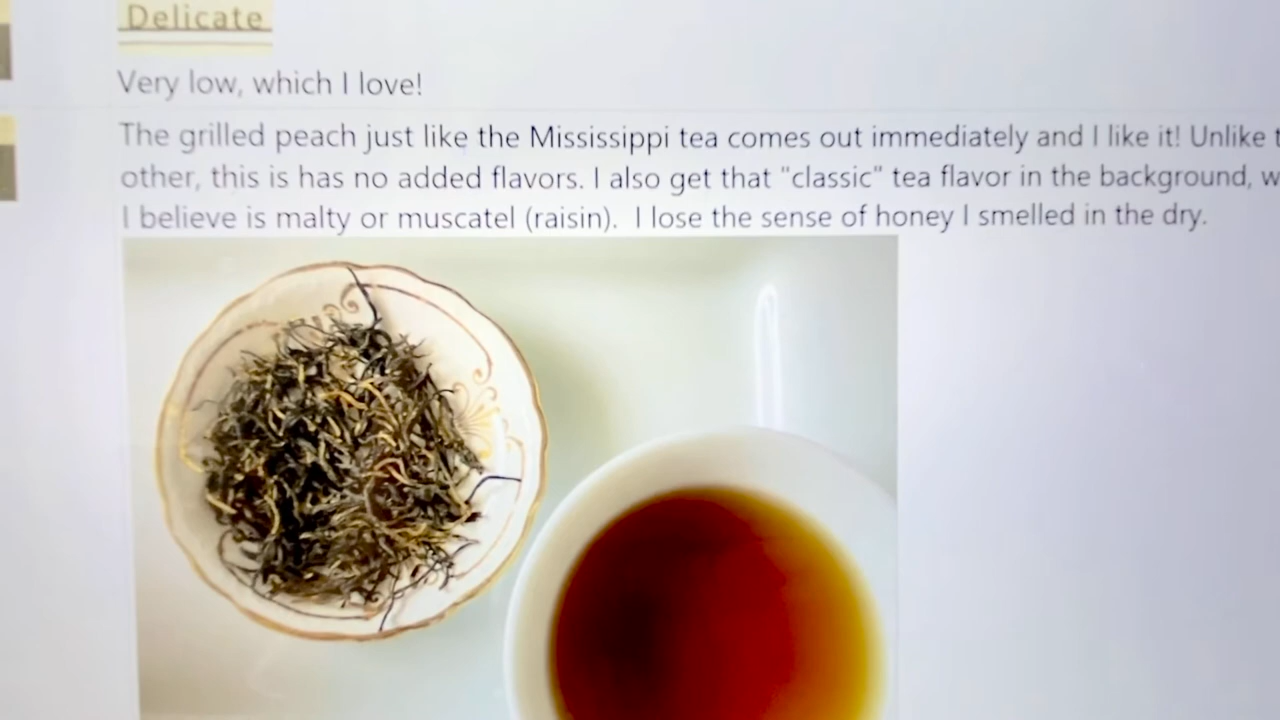 Delicate
Very low, which I love!
The grilled peach just like the Mississippi tea comes out immediately and I like it! Unlike
other, this is has no added flavors. I also get that "classic" tea flavor in the background,
I believe is malty or muscatel (raisin). I lose the sense of honey I smelled in the dry.